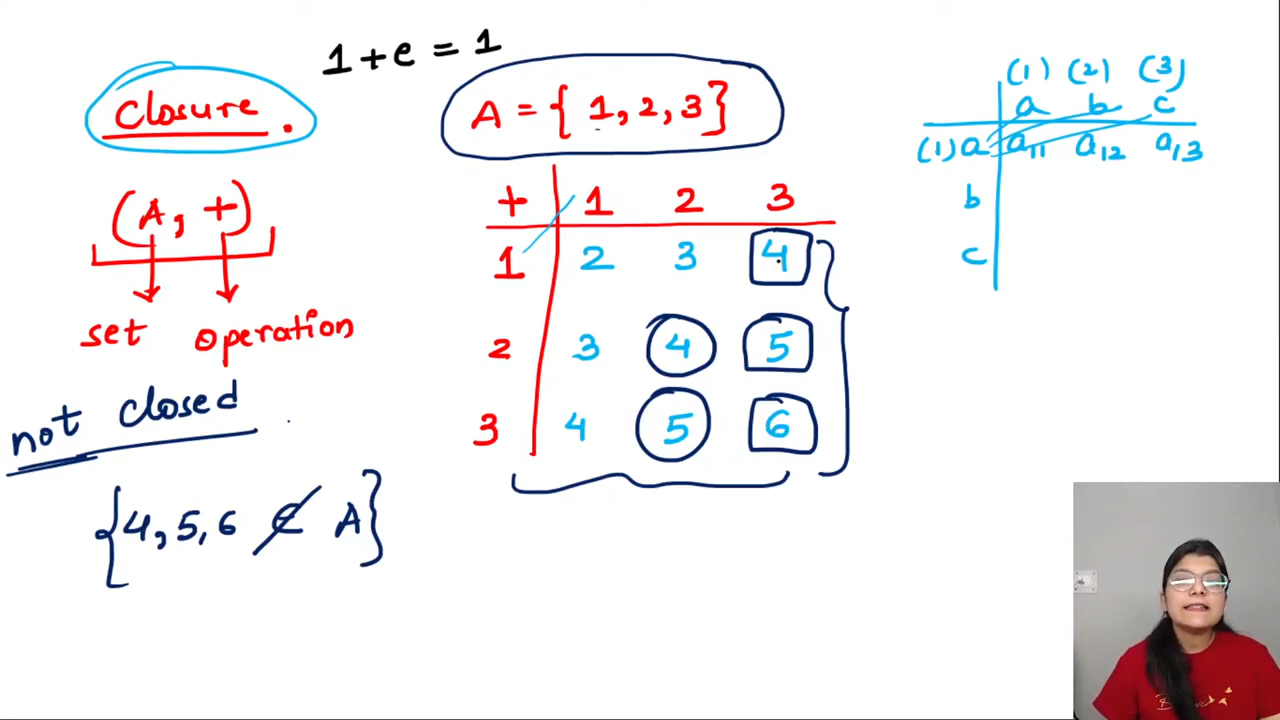 1 + e = 1
closure.
A = { 1, 2, 3 }
(A, +)
set operation
not closed
{4, 5, 6 ∉ A}
+ 1 2 3
1 2 3 4
2 3 4 5
3 4 5 6
(1) (2) (3)
a b c
(1) a a11 a12 a13
b
c